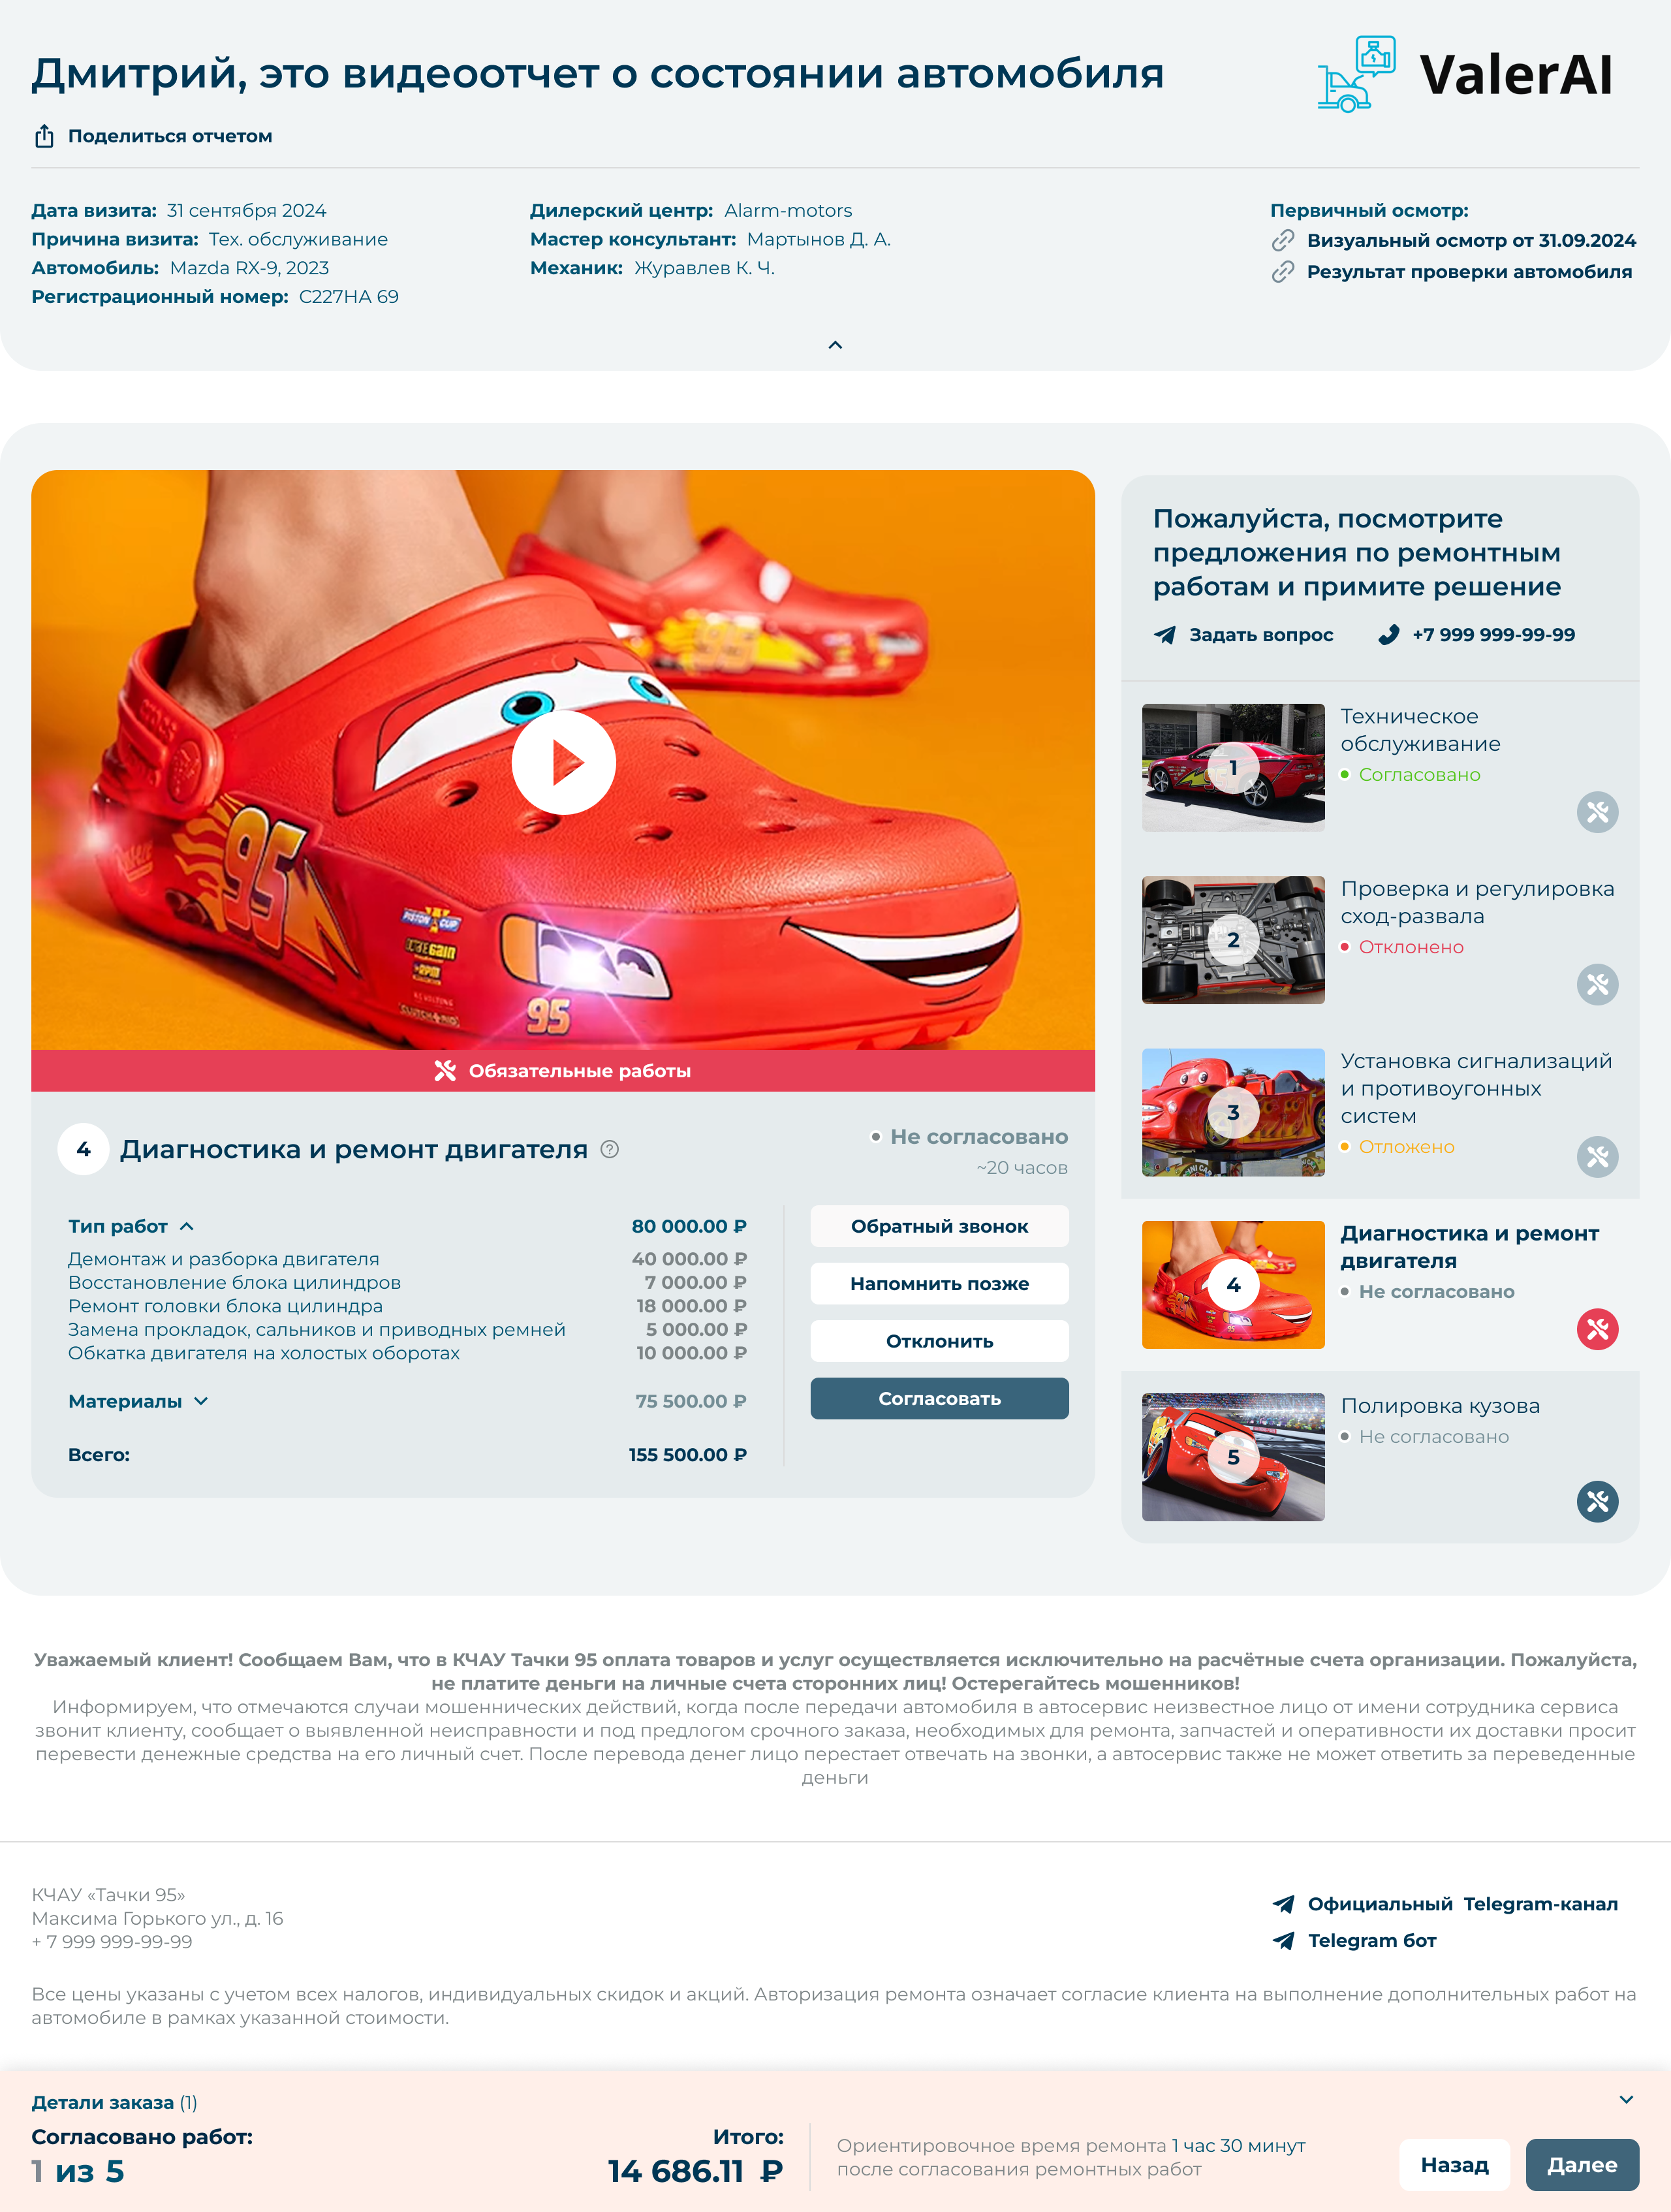 Дмитрий, это видеоотчет о состоянии автомобиля
ValerAI
Поделиться отчетом
Дата визита: 31 сентября 2024
Причина визита: Тех. обслуживание
Автомобиль: Mazda RX-9, 2023
Регистрационный номер: С227НА 69
Дилерский центр: Alarm-motors
Мастер консультант: Мартынов Д. А.
Механик: Журавлев К. Ч.
Первичный осмотр:
Визуальный осмотр от 31.09.2024
Результат проверки автомобиля
95
PISTON CUP
95
Обязательные работы
4 Диагностика и ремонт двигателя ?
Не согласовано
~20 часов
Тип работ 80 000.00 ₽
Демонтаж и разборка двигателя 40 000.00 ₽
Восстановление блока цилиндров 7 000.00 ₽
Ремонт головки блока цилиндра 18 000.00 ₽
Замена прокладок, сальников и приводных ремней 5 000.00 ₽
Обкатка двигателя на холостых оборотах 10 000.00 ₽
Материалы 75 500.00 ₽
Всего: 155 500.00 ₽
Обратный звонок
Напомнить позже
Отклонить
Согласовать
Пожалуйста, посмотрите
предложения по ремонтным
работам и примите решение
Задать вопрос +7 999 999-99-99
1
Техническое
обслуживание
Согласовано
2
Проверка и регулировка
сход-развала
Отклонено
3
Установка сигнализаций
и противоугонных
систем
Отложено
4
Диагностика и ремонт
двигателя
Не согласовано
5
Полировка кузова
Не согласовано
Уважаемый клиент! Сообщаем Вам, что в КЧАУ Тачки 95 оплата товаров и услуг осуществляется исключительно на расчётные счета организации. Пожалуйста,
не платите деньги на личные счета сторонних лиц! Остерегайтесь мошенников!
Информируем, что отмечаются случаи мошеннических действий, когда после передачи автомобиля в автосервис неизвестное лицо от имени сотрудника сервиса
звонит клиенту, сообщает о выявленной неисправности и под предлогом срочного заказа, необходимых для ремонта, запчастей и оперативности их доставки просит
перевести денежные средства на его личный счет. После перевода денег лицо перестает отвечать на звонки, а автосервис также не может ответить за переведенные
деньги
КЧАУ «Тачки 95»
Максима Горького ул., д. 16
+ 7 999 999-99-99
Официальный Telegram-канал
Telegram бот
Все цены указаны с учетом всех налогов, индивидуальных скидок и акций. Авторизация ремонта означает согласие клиента на выполнение дополнительных работ на
автомобиле в рамках указанной стоимости.
Детали заказа (1)
Согласовано работ:
1 из 5
Итого:
14 686.11 ₽
Ориентировочное время ремонта 1 час 30 минут
после согласования ремонтных работ
Назад
Далее